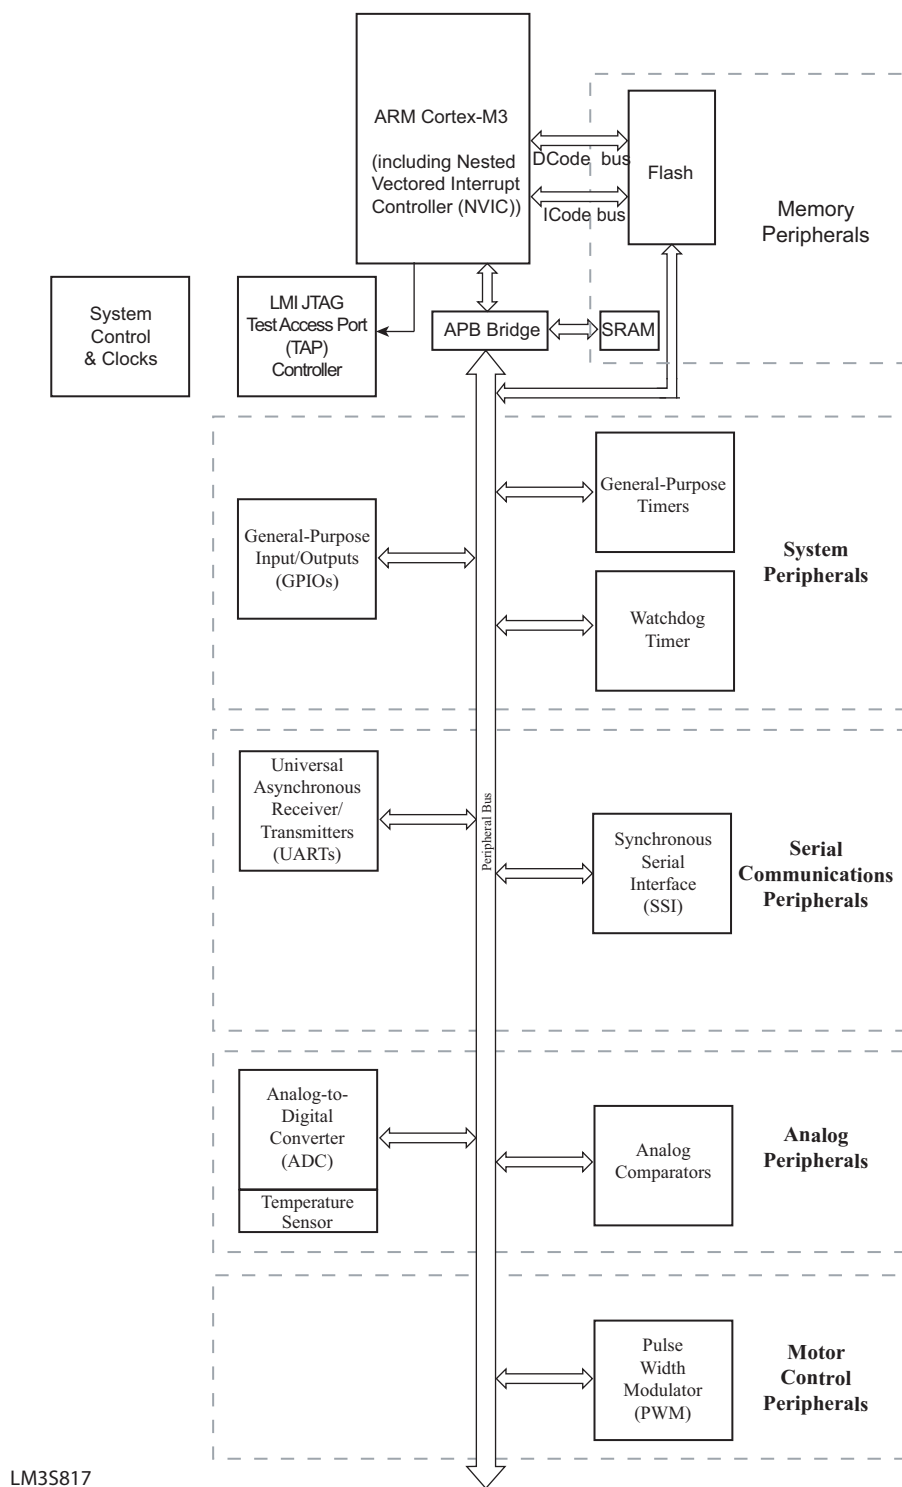 ARM Cortex-M3
(including Nested
Vectored Interrupt
Controller (NVIC))
DCode bus
ICode bus
Flash
Memory
Peripherals
System
Control
& Clocks
LMI JTAG
Test Access Port
(TAP)
Controller
APB Bridge
SRAM
General-Purpose
Timers
General-Purpose
Input/Outputs
(GPIOs)
System
Peripherals
Watchdog
Timer
Universal
Asynchronous
Receiver/
Transmitters
(UARTs)
Peripheral Bus
Synchronous
Serial
Interface
(SSI)
Serial
Communications
Peripherals
Analog-to-
Digital
Converter
(ADC)
Temperature
Sensor
Analog
Comparators
Analog
Peripherals
Pulse
Width
Modulator
(PWM)
Motor
Control
Peripherals
LM3S817